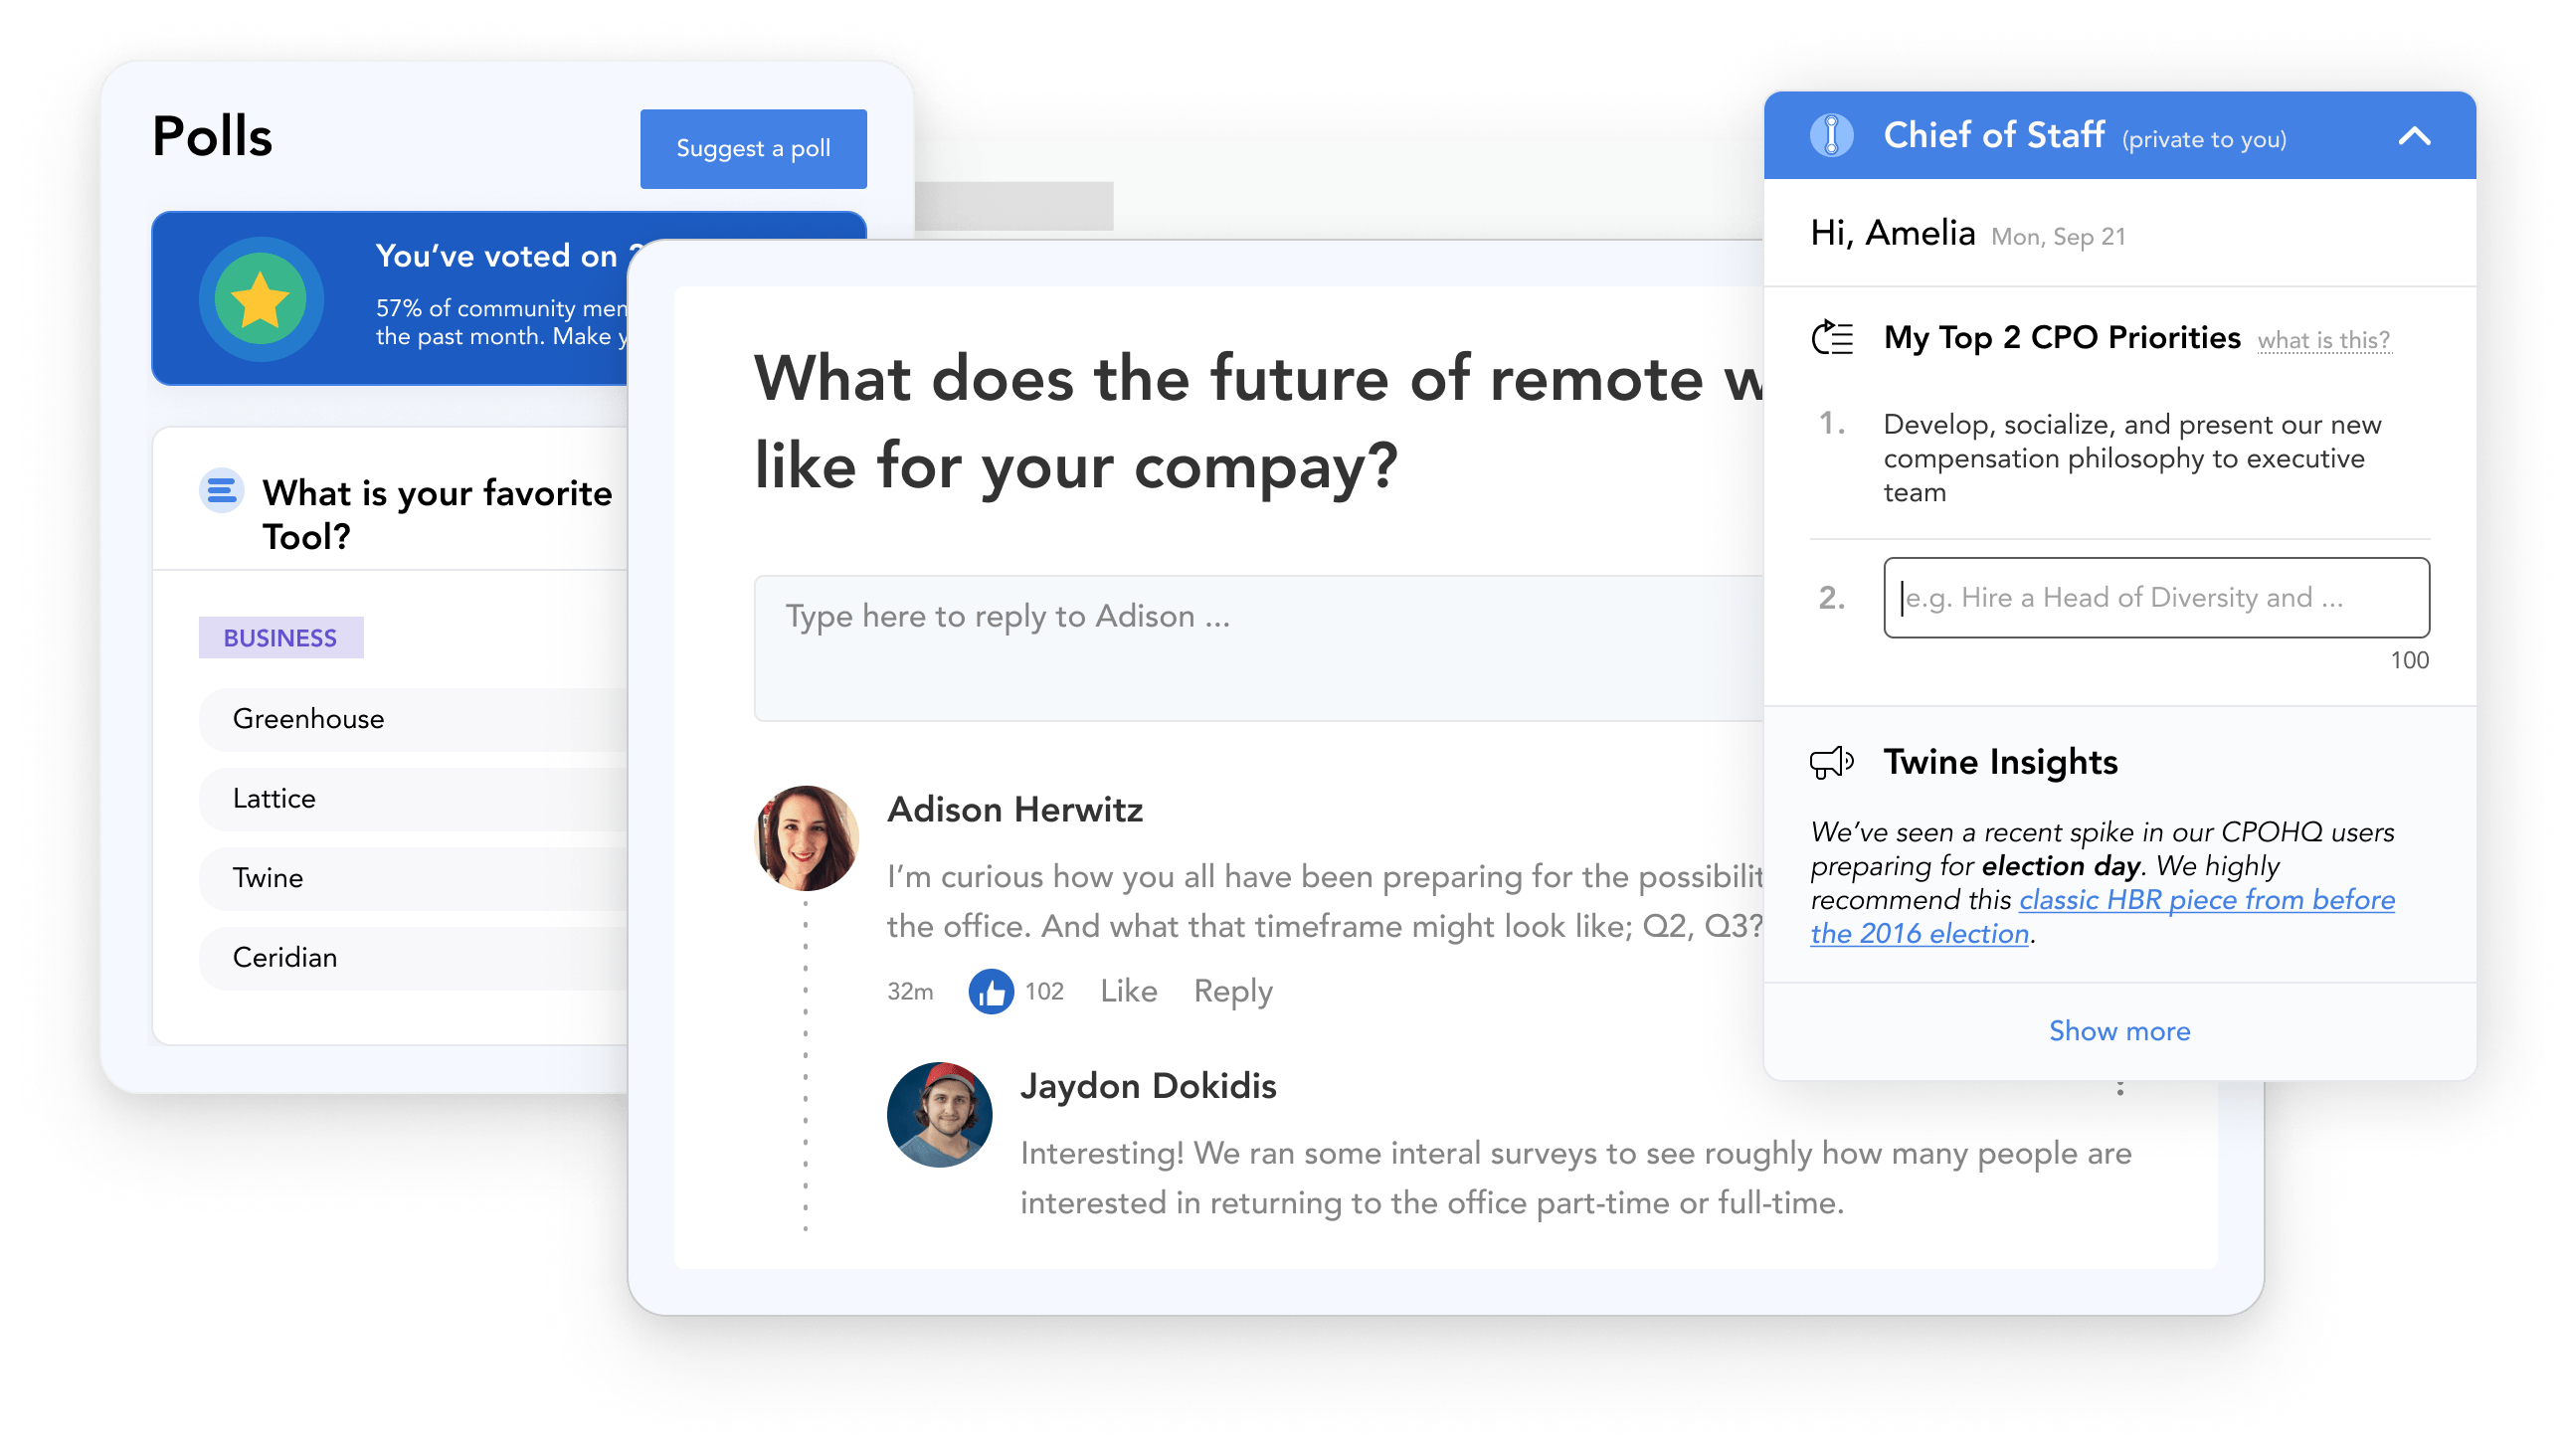 Polls
Suggest a poll
You’ve voted on
57% of community
the past month. Make
What is your favorite
Tool?
BUSINESS
Greenhouse
Lattice
Twine
Ceridian
What does the future of remote
like for your compay?
Type here to reply to Adison ...
Adison Herwitz
I’m curious how you all have been preparing for the
the office. And what that timeframe might look like; Q2, Q3?
32m 102 Like Reply
Jaydon Dokidis
Interesting! We ran some interal surveys to see roughly how many people are
interested in returning to the office part-time or full-time.
Chief of Staff (private to you)
Hi, Amelia Mon, Sep 21
My Top 2 CPO Priorities what is this?
1. Develop, socialize, and present our new
compensation philosophy to executive
team
2. e.g. Hire a Head of Diversity and ...
100
Twine Insights
We’ve seen a recent spike in our CPOHQ users
preparing for election day. We highly
recommend this classic HBR piece from before
the 2016 election.
Show more